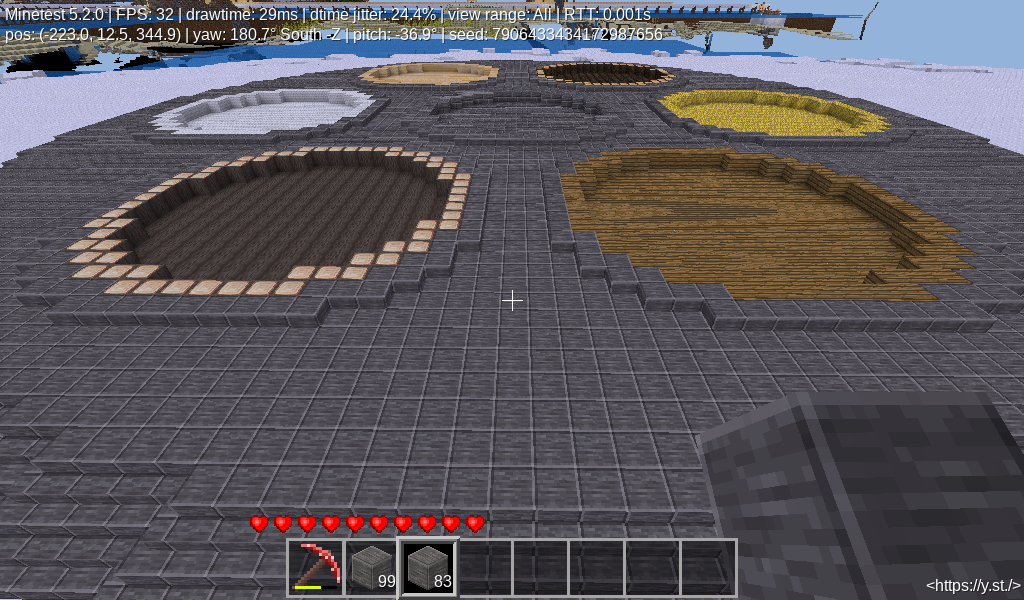 Minetest 5.2.0 | FPS: 32 | drawtime: 29ms | dtime jitter: 24.4% | view range: All | RTT: 0.001s
pos: (-223.0, 12.5, 344.9) | yaw: 180.7° South -Z | pitch: -36.9° | seed: 7906433434172987656
99 83
<https://y.st./>